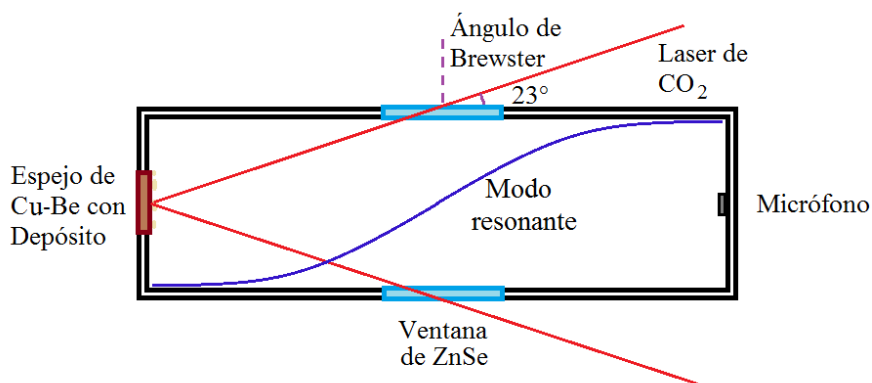 Ángulo de
Brewster
Laser de
CO2
23°
Espejo de
Cu-Be con
Depósito
Modo
resonante
Micrófono
Ventana
de ZnSe